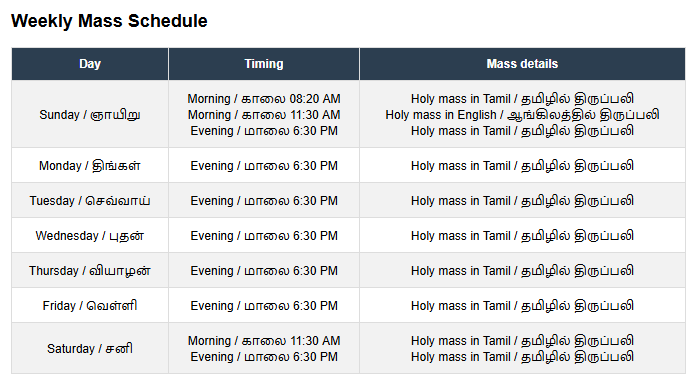 Weekly Mass Schedule
Day Timing Mass details
Sunday / ஞாயிறு
Morning / காலை 08:20 AM Holy mass in Tamil / தமிழில் திருப்பலி
Morning / காலை 11:30 AM Holy mass in English / ஆங்கிலத்தில் திருப்பலி
Evening / மாலை 6:30 PM Holy mass in Tamil / தமிழில் திருப்பலி
Monday / திங்கள் Evening / மாலை 6:30 PM Holy mass in Tamil / தமிழில் திருப்பலி
Tuesday / செவ்வாய் Evening / மாலை 6:30 PM Holy mass in Tamil / தமிழில் திருப்பலி
Wednesday / புதன் Evening / மாலை 6:30 PM Holy mass in Tamil / தமிழில் திருப்பலி
Thursday / வியாழன் Evening / மாலை 6:30 PM Holy mass in Tamil / தமிழில் திருப்பலி
Friday / வெள்ளி Evening / மாலை 6:30 PM Holy mass in Tamil / தமிழில் திருப்பலி
Saturday / சனி
Morning / காலை 11:30 AM Holy mass in Tamil / தமிழில் திருப்பலி
Evening / மாலை 6:30 PM Holy mass in Tamil / தமிழில் திருப்பலி